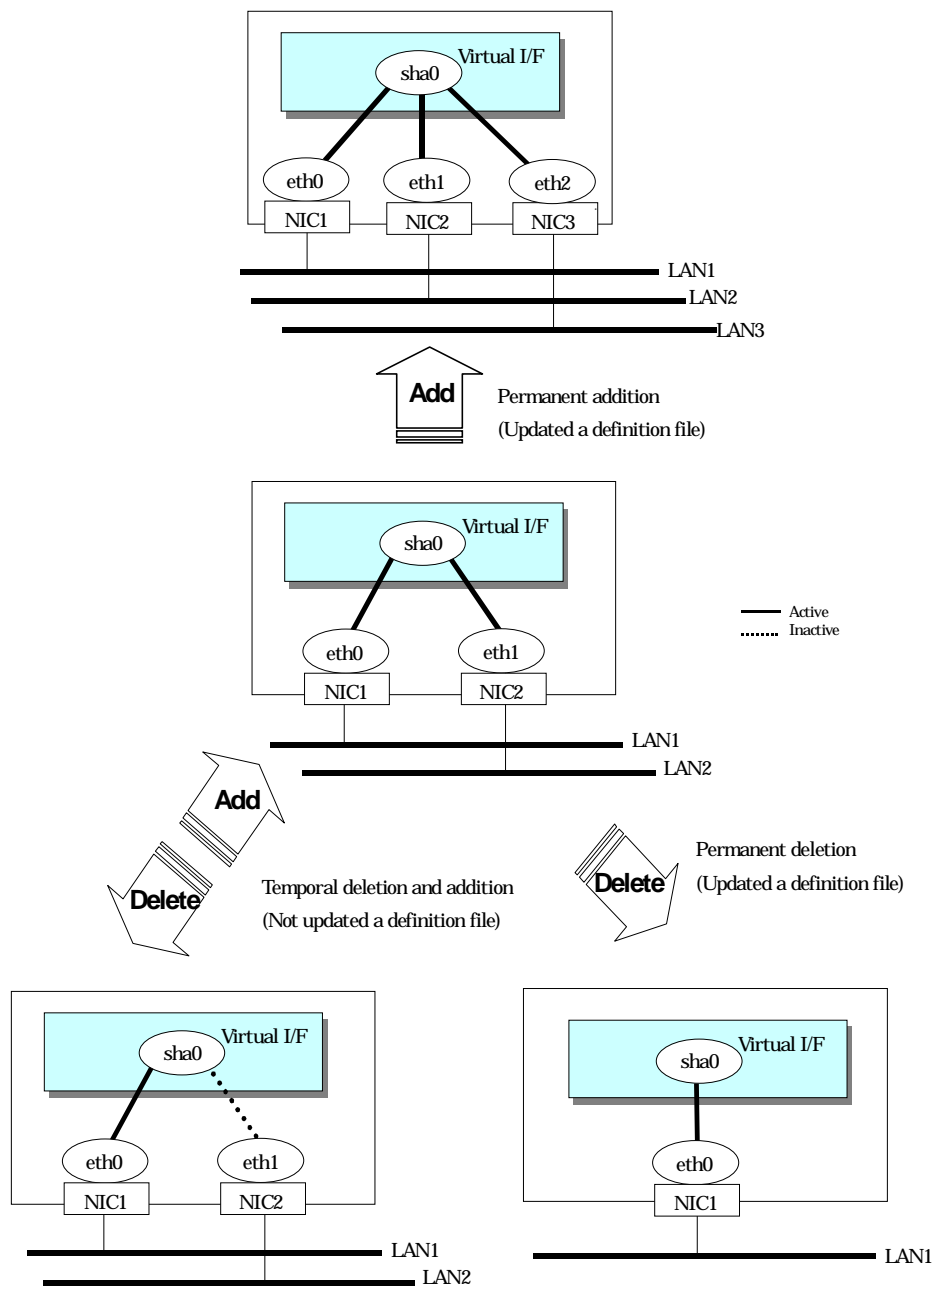 Virtual I/F
sha0
eth0
eth1
eth2
NIC1
NIC2
NIC3
LAN1
LAN2
LAN3
Add
Permanent addition
(Updated a definition file)
Virtual I/F
sha0
Active
Inactive
eth0
eth1
NIC1
NIC2
LAN1
LAN2
Add
Delete
Temporal deletion and addition
(Not updated a definition file)
Permanent deletion
Delete
(Updated a definition file)
Virtual I/F
sha0
eth0
eth1
NIC1
NIC2
LAN1
LAN2
Virtual I/F
sha0
eth0
NIC1
LAN1